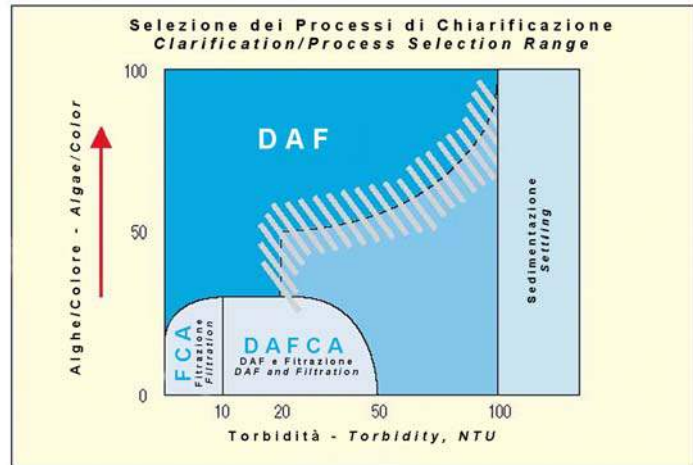 Selezione dei Processi di Chiarificazione
Clarification/Process Selection Range
100
50
0
Alghe/Colore - Algae/Color
DAF
FCA
Fitrazione
Filtration
DAFCA
DAF e Fitrazione
DAF and Filtration
Sedimentazione
Settling
10
20
50
100
Torbidità - Torbidity, NTU